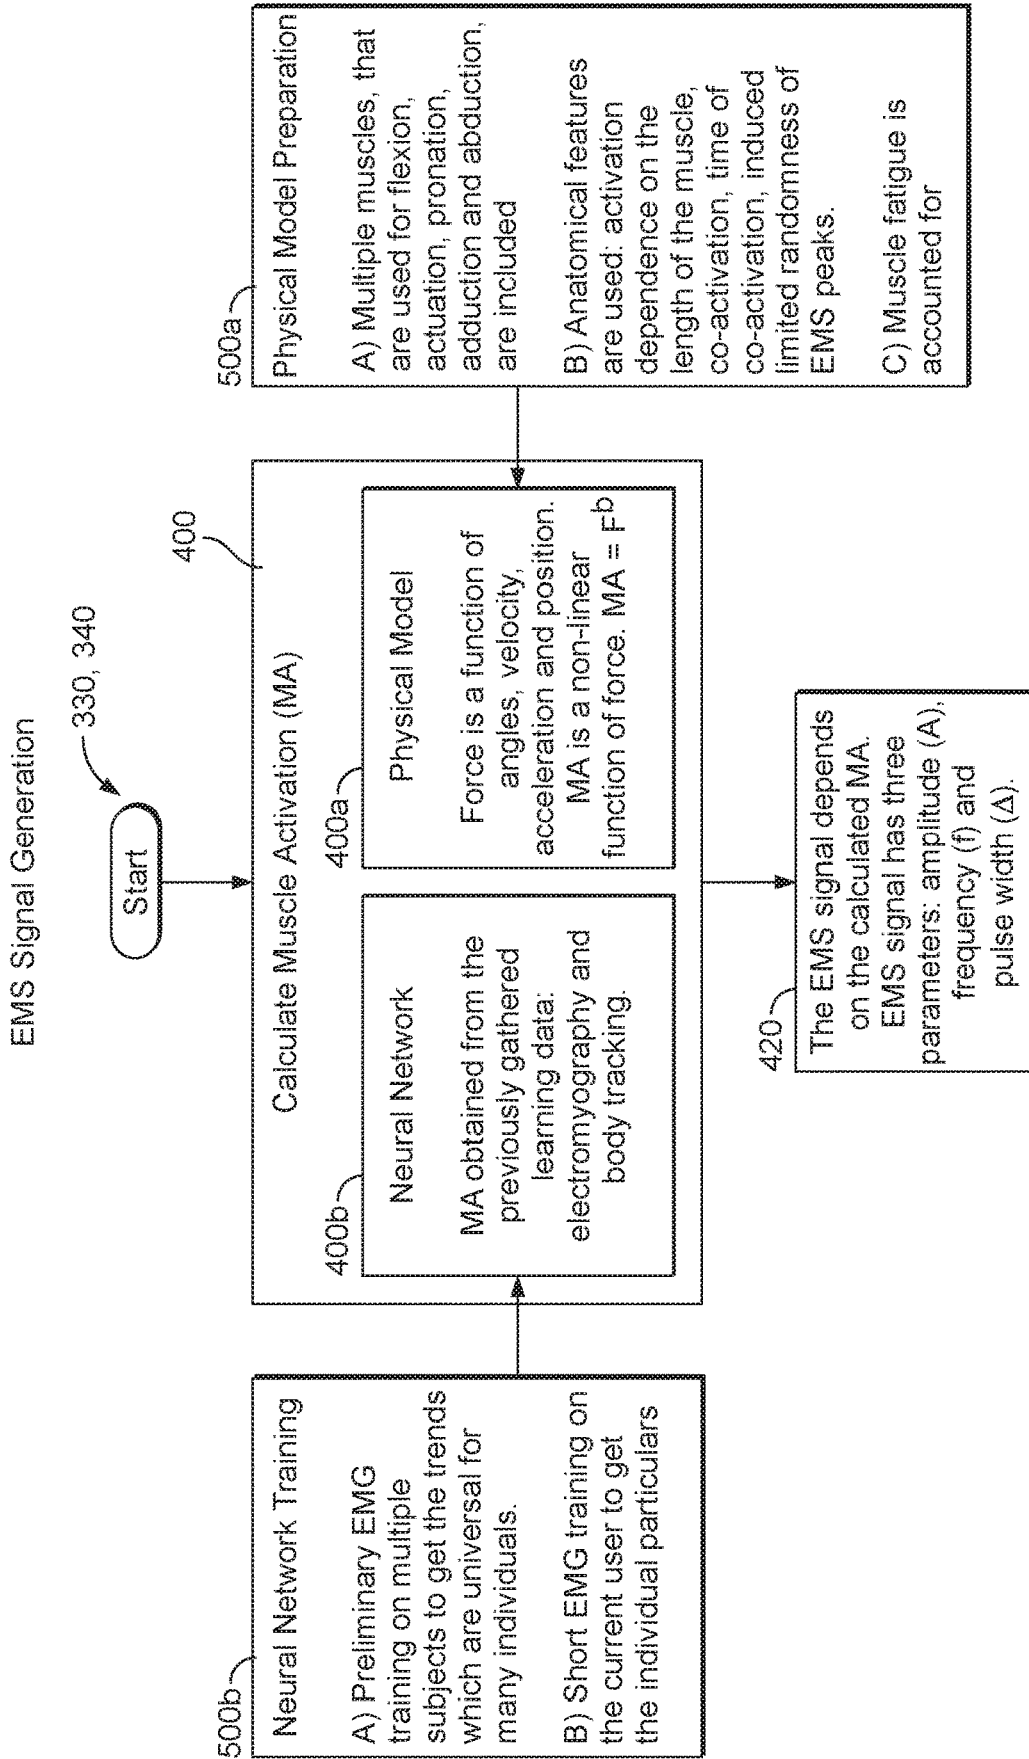 EMS Signal Generation
Start
330, 340
500b
Neural Network Training
A) Preliminary EMG
training on multiple
subjects to get the trends
which are universal for
many individuals.
B) Short EMG training on
the current user to get
the individual particulars
400
Calculate Muscle Activation (MA)
400b
Neural Network
MA obtained from the
previously gathered
learning data:
electromyography and
body tracking.
400a
Physical Model
Force is a function of
angles, velocity,
acceleration and position.
MA is a non-linear
function of force. MA = F^b
500a
Physical Model Preparation
A) Multiple muscles, that
are used for flexion,
actuation, pronation,
adduction and abduction,
are included
B) Anatomical features
are used: activation
dependence on the
length of the muscle,
co-activation, time of
co-activation, induced
limited randomness of
EMS peaks.
C) Muscle fatigue is
accounted for
420
The EMS signal depends
on the calculated MA.
EMS signal has three
parameters: amplitude (A),
frequency (f) and
pulse width (Δ).